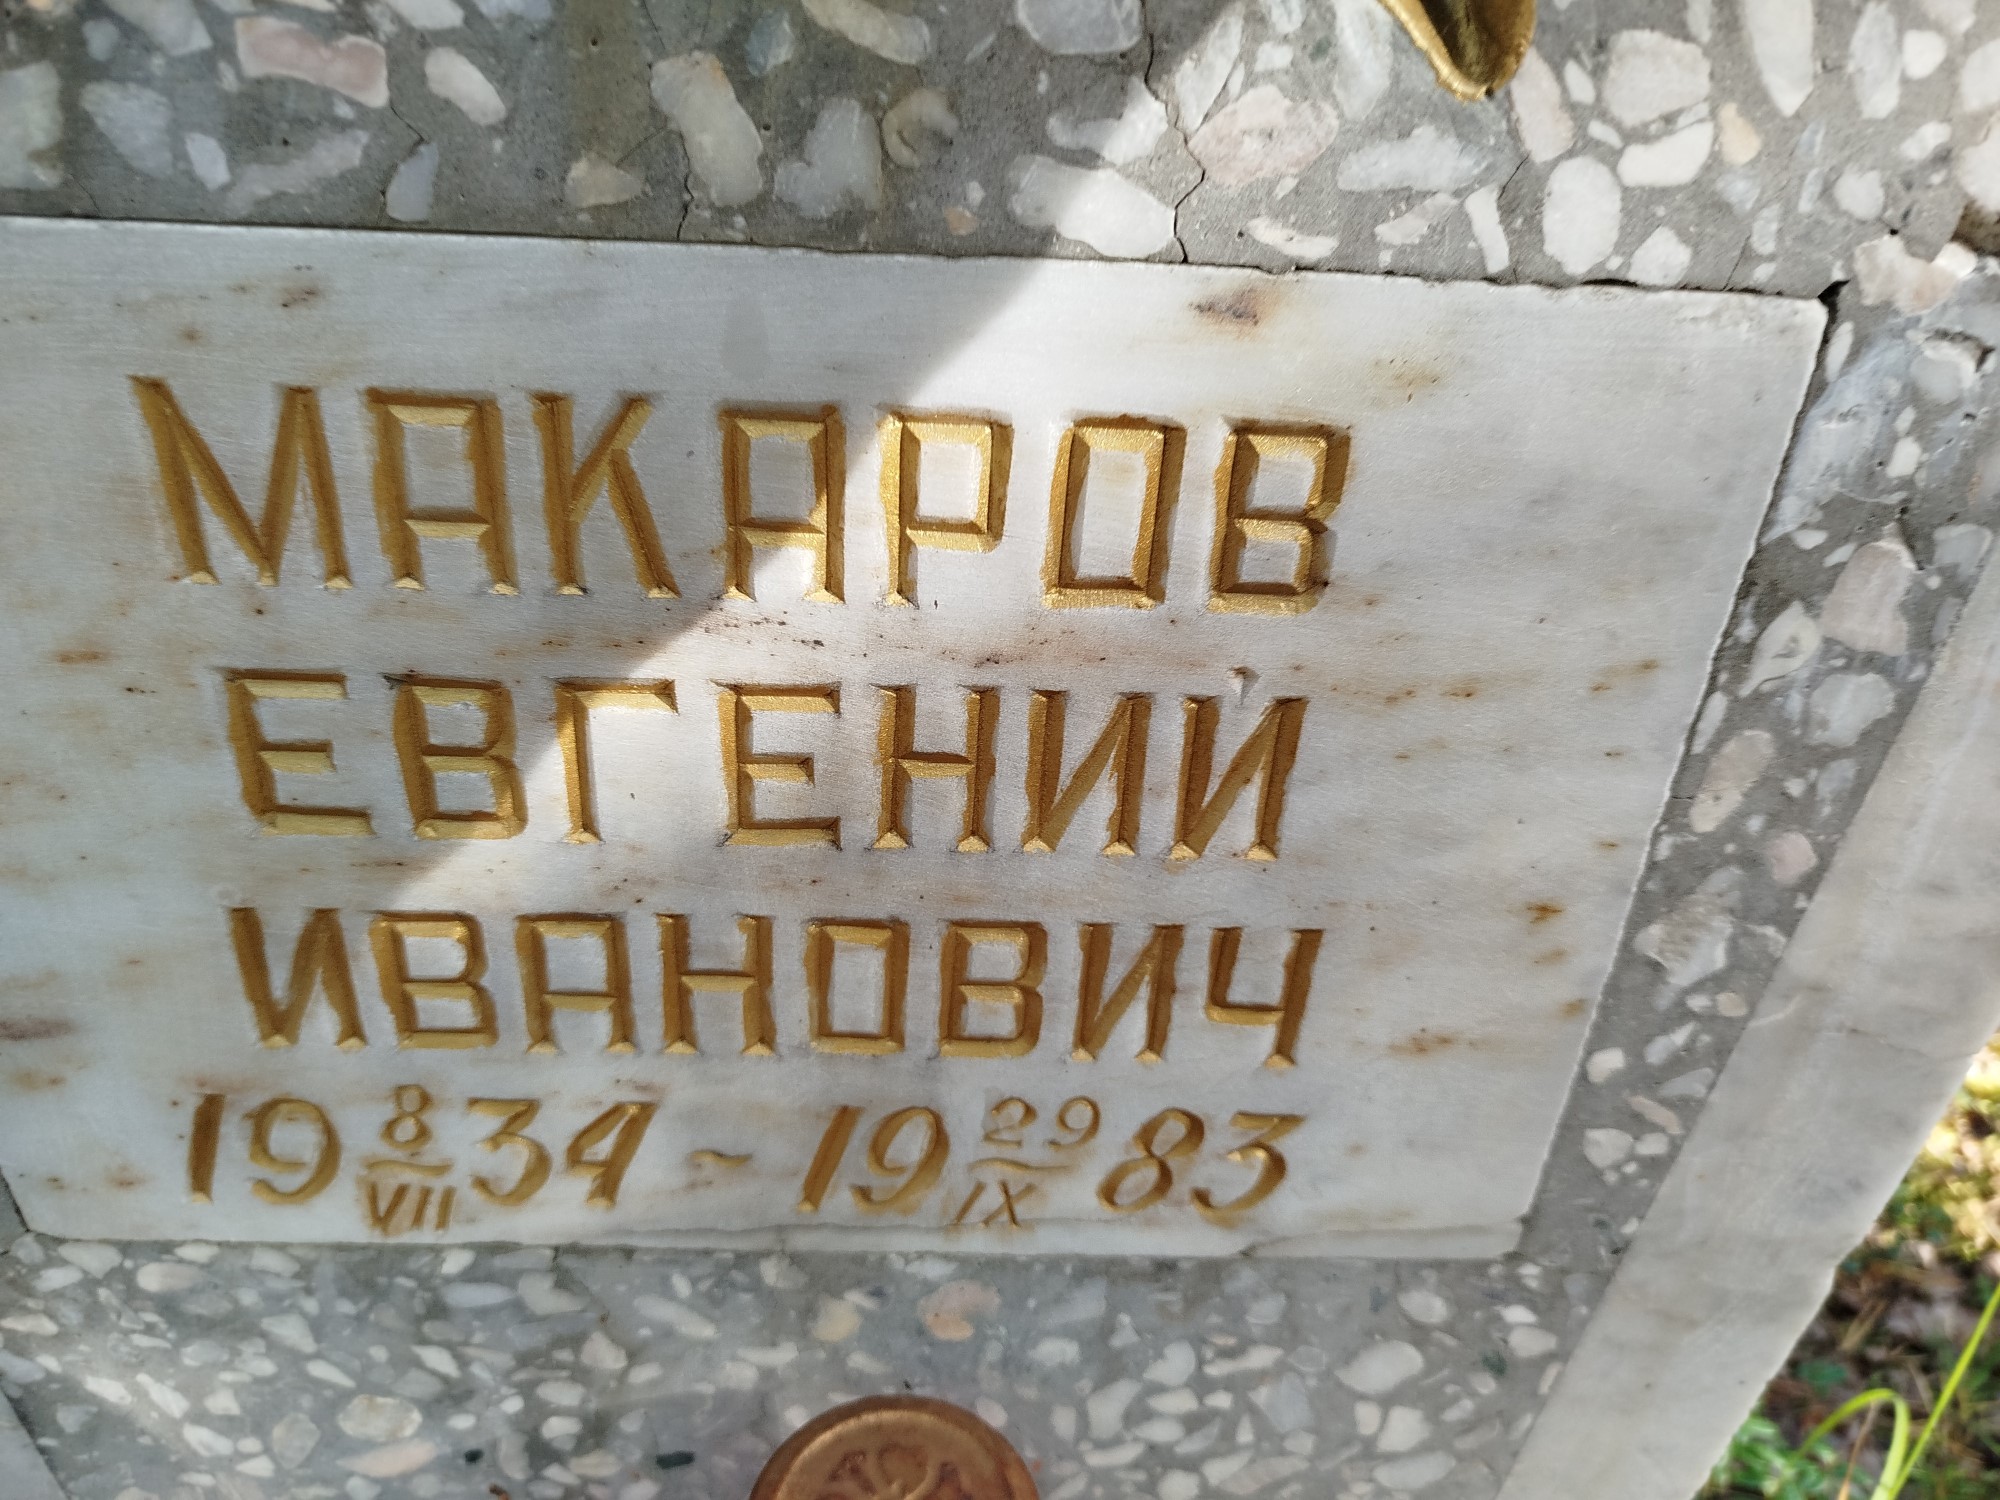 МАКАРОВ
ЕВГЕНИЙ
ИВАНОВИЧ
19 8/VII 34 ~ 19 29/IX 83